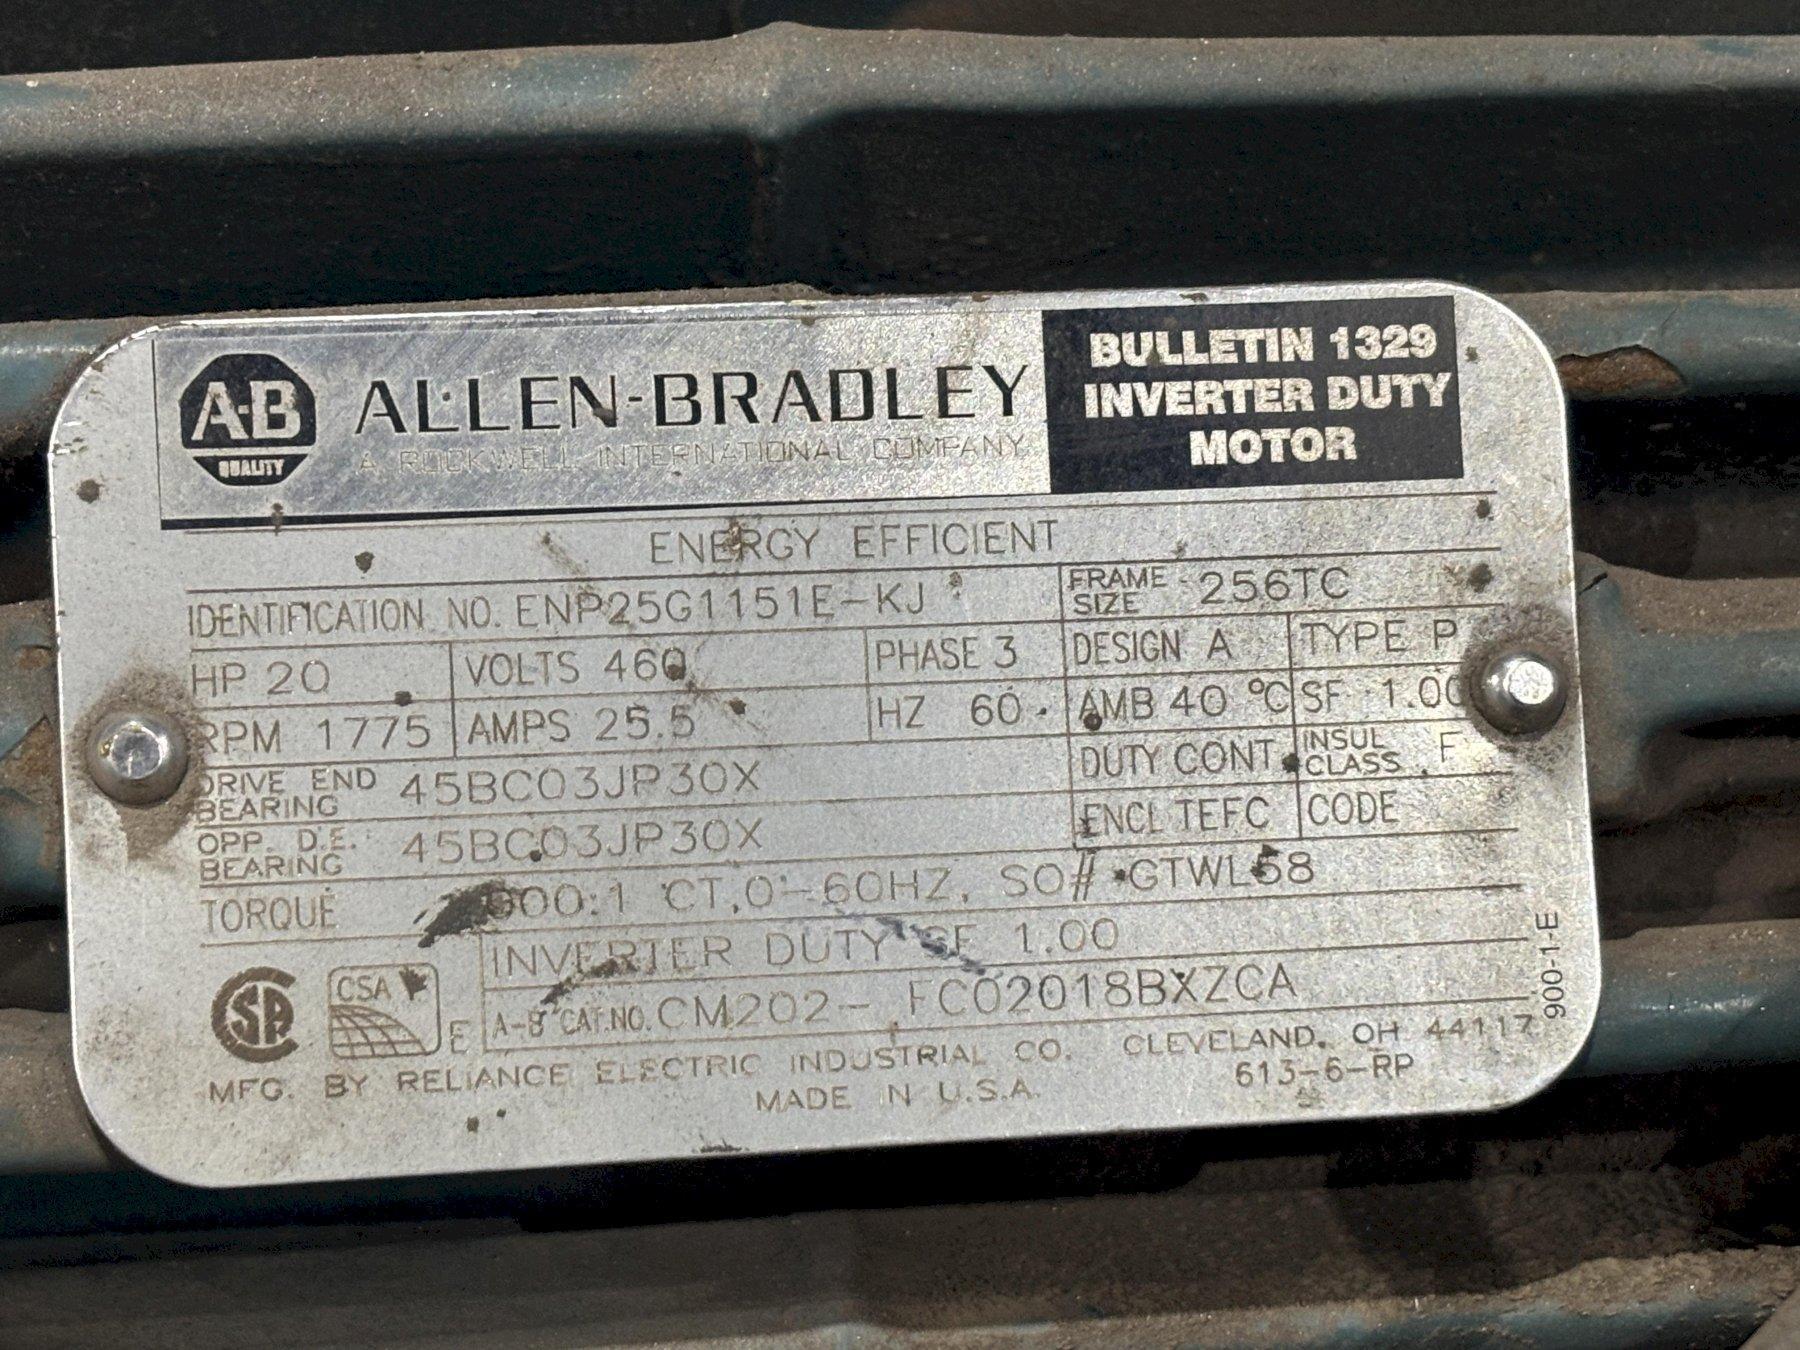 A-B
QUALITY
ALLEN-BRADLEY
A ROCKWELL INTERNATIONAL COMPANY
BULLETIN 1329
INVERTER DUTY
MOTOR
ENERGY EFFICIENT
IDENTIFICATION NO. ENP25G1151E-KJ FRAME SIZE 256TC
HP 20 VOLTS 460 PHASE 3 DESIGN A TYPE P
RPM 1775 AMPS 25.5 HZ 60 AMB 40 °C SF 1.00
DRIVE END BEARING 45BC03JP30X DUTY CONT. INSUL CLASS F
OPP. D.E. BEARING 45BC03JP30X ENCL TEFC CODE
TORQUE CT,0-60HZ, SO# GTWL58
INVERTER DUTY SF 1.00
A-B CAT.NO. CM202- FC02018BXZCA
SA
CSA
E
MFG. BY RELIANCE ELECTRIC INDUSTRIAL CO. CLEVELAND, OH 44117
MADE IN U.S.A. 613-6-RP
900-1-E